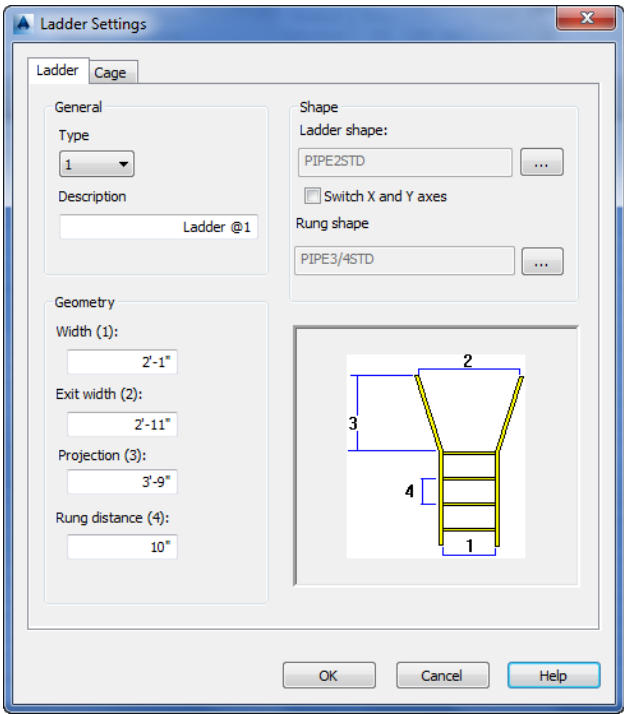 Ladder Settings
Ladder
Cage
General
Type
1
Description
Ladder @1
Shape
Ladder shape:
PIPE2STD
...
Switch X and Y axes
Rung shape
PIPE3/4STD
...
Geometry
Width (1):
2'-1"
Exit width (2):
2'-11"
Projection (3):
3'-9"
Rung distance (4):
10"
2
3
4
1
OK
Cancel
Help